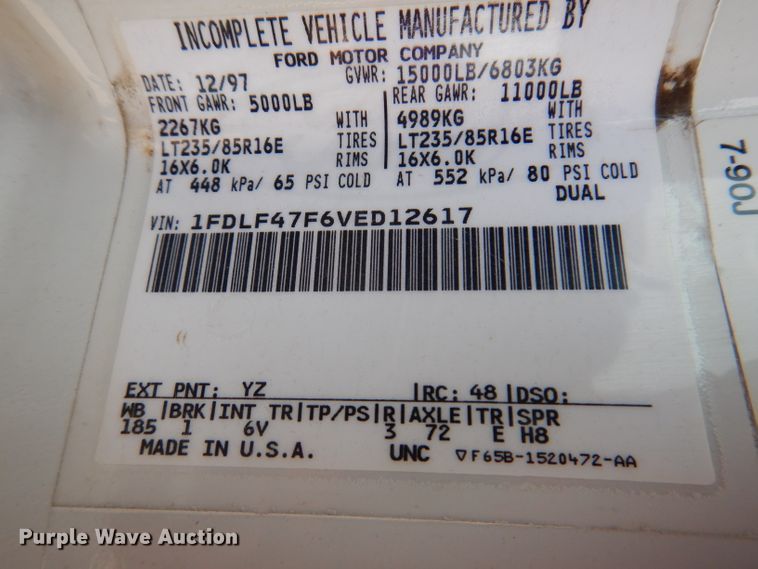 INCOMPLETE VEHICLE MANUFACTURED BY
FORD MOTOR COMPANY
DATE: 12/97 GVWR: 15000LB/6803KG
FRONT GAWR: 5000LB REAR GAWR: 11000LB
2267KG WITH 4989KG WITH
LT235/85R16E TIRES LT235/85R16E TIRES
16X6.0K RIMS 16X6.0K RIMS
AT 448 kPa/ 65 PSI COLD AT 552 kPa/ 80 PSI COLD
DUAL
VIN: 1FDLF47F6VED12617
EXT PNT: YZ |RC: 48|DSO:
WB |BRK|INT TR|TP/PS|R|AXLE|TR|SPR
185 1 6V 3 72 E H8
MADE IN U.S.A. UNC ▽F65B-1520472-AA
7-90J
Purple Wave Auction